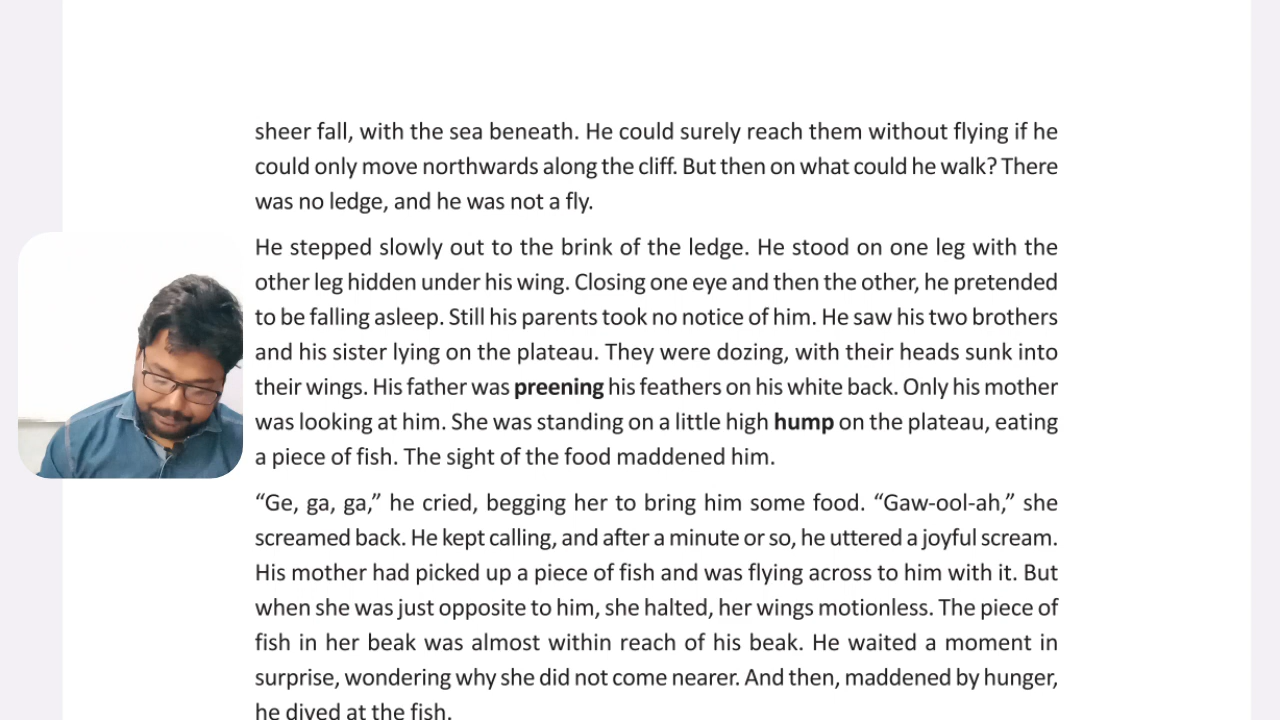 sheer fall, with the sea beneath. He could surely reach them without flying if he
could only move northwards along the cliff. But then on what could he walk? There
was no ledge, and he was not a fly.
He stepped slowly out to the brink of the ledge. He stood on one leg with the
other leg hidden under his wing. Closing one eye and then the other, he pretended
to be falling asleep. Still his parents took no notice of him. He saw his two brothers
and his sister lying on the plateau. They were dozing, with their heads sunk into
their wings. His father was preening his feathers on his white back. Only his mother
was looking at him. She was standing on a little high hump on the plateau, eating
a piece of fish. The sight of the food maddened him.
“Ge, ga, ga,” he cried, begging her to bring him some food. “Gaw-ool-ah,” she
screamed back. He kept calling, and after a minute or so, he uttered a joyful scream.
His mother had picked up a piece of fish and was flying across to him with it. But
when she was just opposite to him, she halted, her wings motionless. The piece of
fish in her beak was almost within reach of his beak. He waited a moment in
surprise, wondering why she did not come nearer. And then, maddened by hunger,
he dived at the fish.